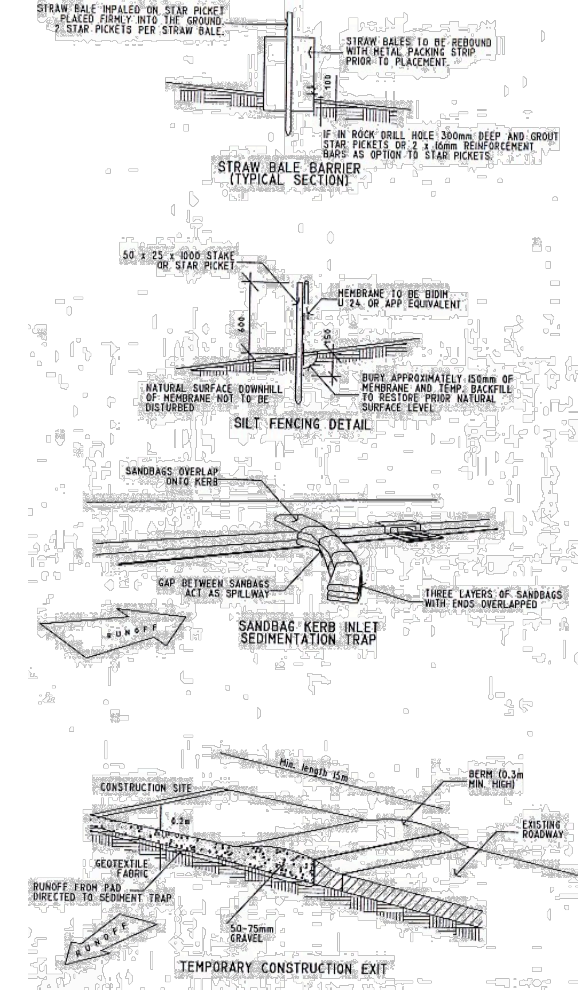 STRAW BALE IMPALED ON STAR PICKET
PLACED FIRMLY INTO THE GROUND.
2 STAR PICKETS PER STRAW BALE.
STRAW BALES TO BE REBOUND
WITH METAL PACKING STRIP
PRIOR TO PLACEMENT.
100
IF IN ROCK DRILL HOLE 300mm DEEP AND GROUT
STAR PICKETS OR 2 x 16mm REINFORCEMENT
BARS AS OPTION TO STAR PICKETS.
STRAW BALE BARRIER
(TYPICAL SECTION)
50 x 25 x 1000 STAKE
OR STAR PICKET
MEMBRANE TO BE BIDIM
U 24 OR APP EQUIVALENT
600
150
NATURAL SURFACE DOWNHILL
OF MEMBRANE NOT TO BE
DISTURBED
BURY APPROXIMATELY 150mm OF
MEMBRANE AND TEMP. BACKFILL
TO RESTORE PRIOR NATURAL
SURFACE LEVEL
SILT FENCING DETAIL
SANDBAGS OVERLAP
ONTO KERB
GAP BETWEEN SANBAGS
ACT AS SPILLWAY
THREE LAYERS OF SANDBAGS
WITH ENDS OVERLAPPED
RUNOFF
SANDBAG KERB INLET
SEDIMENTATION TRAP
Min. length 15m
BERM (0.3m
MIN. HIGH)
CONSTRUCTION SITE
0.2m
EXISTING
ROADWAY
GEOTEXTILE
FABRIC
RUNOFF FROM PAD
DIRECTED TO SEDIMENT TRAP
50-75mm
GRAVEL
RUNOFF
TEMPORARY CONSTRUCTION EXIT